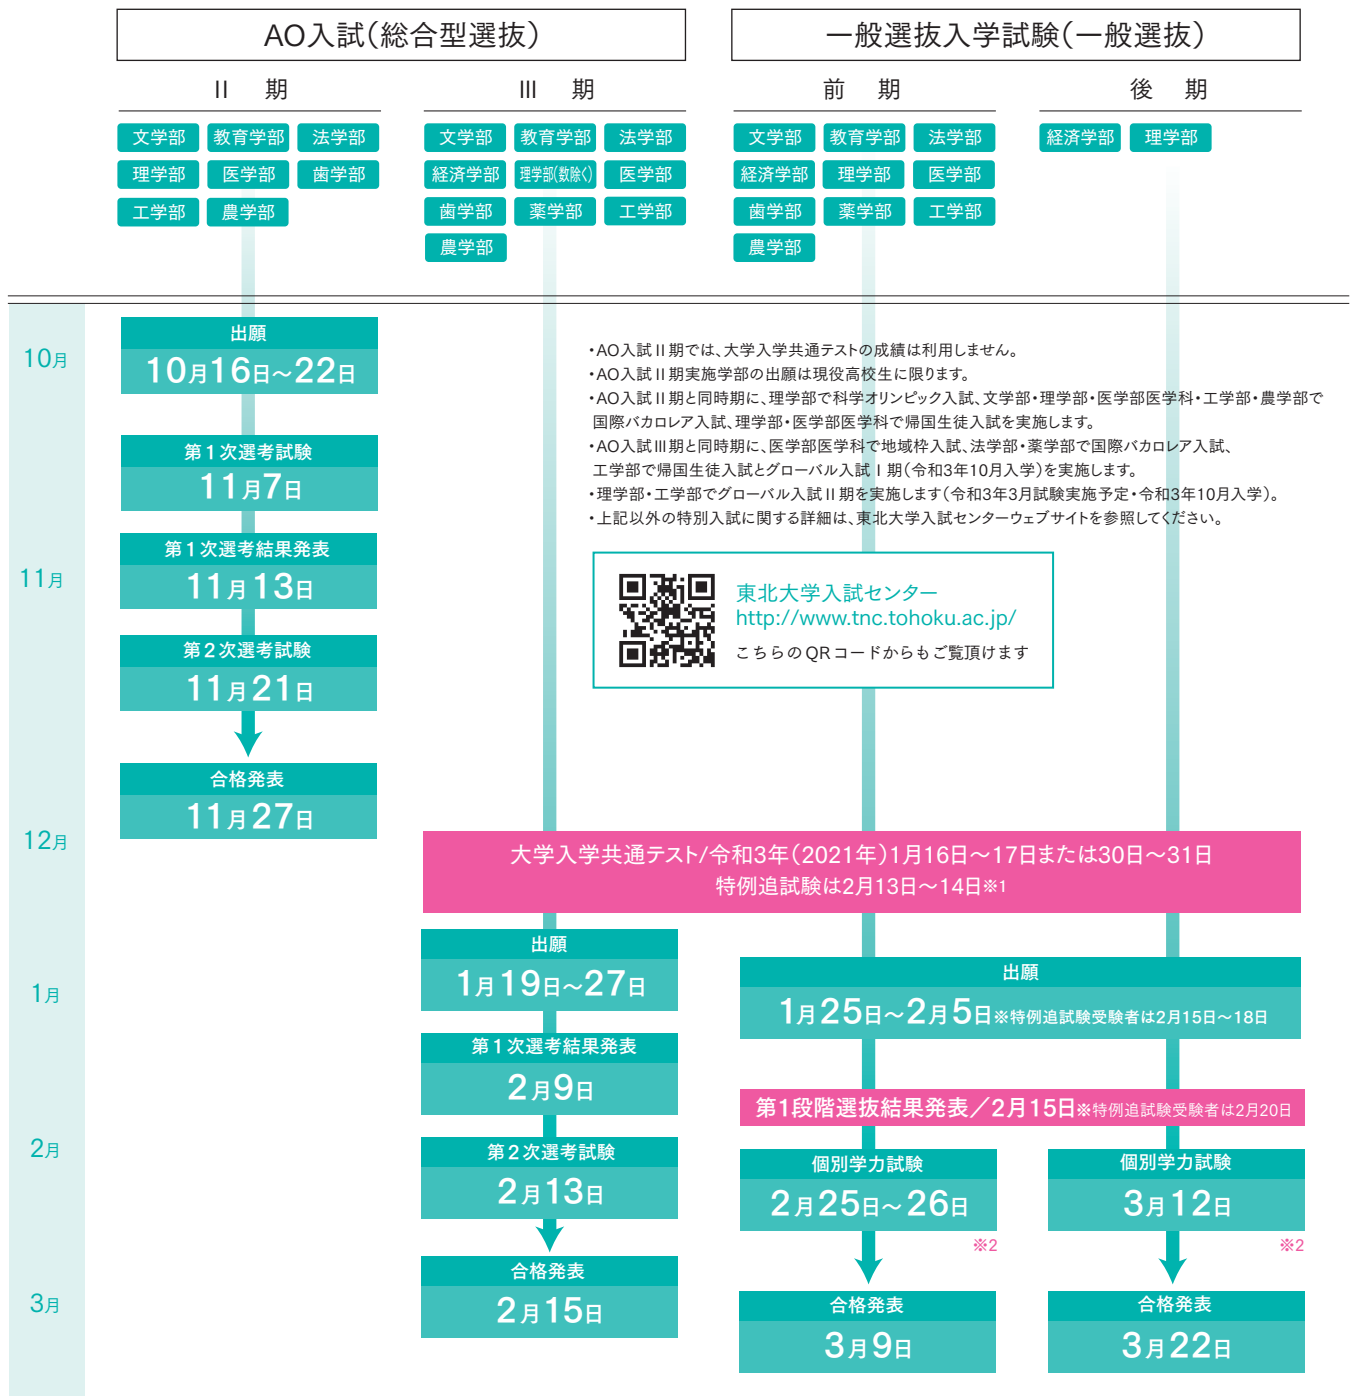 AO入試(総合型選抜)
一般選抜入学試験(一般選抜)
II 期
III 期
前 期
後 期
文学部 教育学部 法学部
理学部 医学部 歯学部
工学部 農学部
文学部 教育学部 法学部
経済学部 理学部(数除く) 医学部
歯学部 薬学部 工学部
農学部
文学部 教育学部 法学部
経済学部 理学部 医学部
歯学部 薬学部 工学部
農学部
経済学部 理学部
10月
11月
12月
1月
2月
3月
出願
10月16日〜22日
第1次選考試験
11月7日
第1次選考結果発表
11月13日
第2次選考試験
11月21日
合格発表
11月27日
・AO入試II期では、大学入学共通テストの成績は利用しません。
・AO入試II期実施学部の出願は現役高校生に限ります。
・AO入試II期と同時期に、理学部で科学オリンピック入試、文学部・理学部・医学部医学科・工学部・農学部で
国際バカロレア入試、理学部・医学部医学科で帰国生徒入試を実施します。
・AO入試III期と同時期に、医学部医学科で地域枠入試、法学部・薬学部で国際バカロレア入試、
工学部で帰国生徒入試とグローバル入試I期(令和3年10月入学)を実施します。
・理学部・工学部でグローバル入試II期を実施します(令和3年3月試験実施予定・令和3年10月入学)。
・上記以外の特別入試に関する詳細は、東北大学入試センターウェブサイトを参照してください。
東北大学入試センター
http://www.tnc.tohoku.ac.jp/
こちらのQRコードからもご覧頂けます
大学入学共通テスト/令和3年(2021年)1月16日〜17日または30日〜31日
特例追試験は2月13日〜14日※1
出願
1月19日〜27日
第1次選考結果発表
2月9日
第2次選考試験
2月13日
合格発表
2月15日
出願
1月25日〜2月5日※特例追試験受験者は2月15日〜18日
第1段階選抜結果発表／2月15日※特例追試験受験者は2月20日
個別学力試験
2月25日〜26日
※2
合格発表
3月9日
個別学力試験
3月12日
※2
合格発表
3月22日